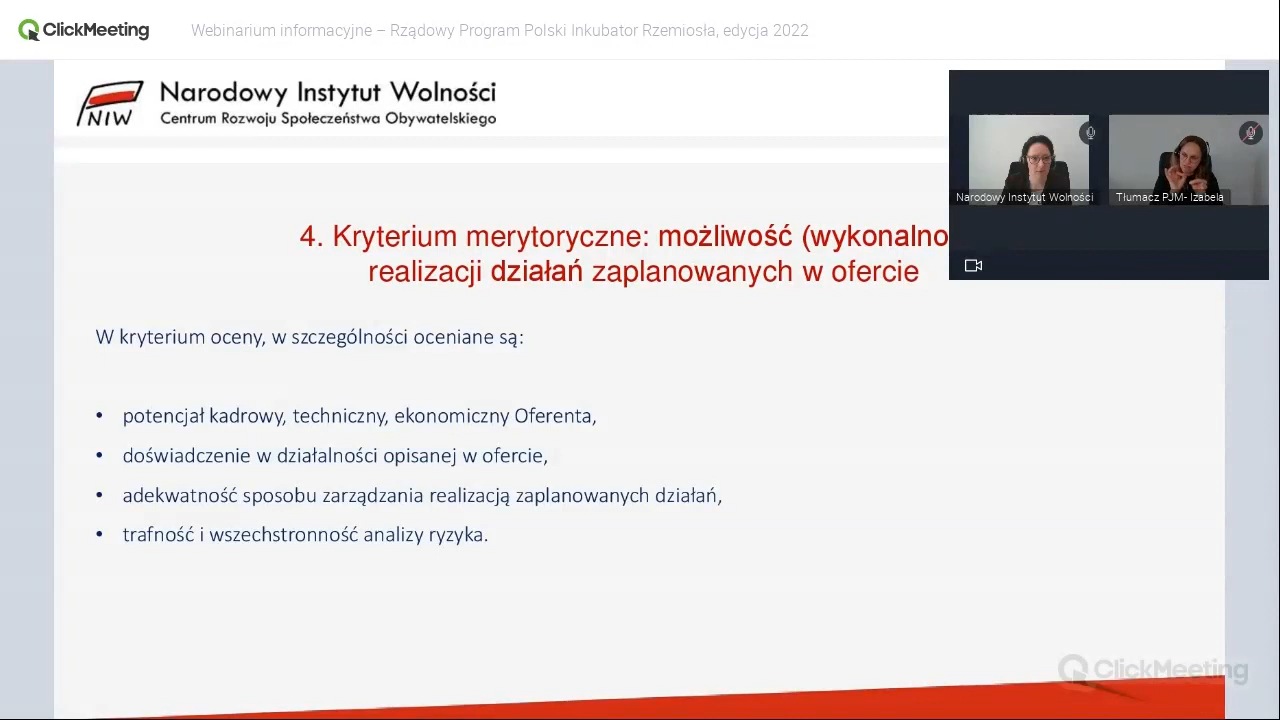 ClickMeeting
Webinarium informacyjne – Rządowy Program Polski Inkubator Rzemiosła, edycja 2022
NIW
Narodowy Instytut Wolności
Centrum Rozwoju Społeczeństwa Obywatelskiego
Narodowy Instytut Wolności
Tłumacz PJM- Izabela
4. Kryterium merytoryczne: możliwość (wykonalno
realizacji działań zaplanowanych w ofercie
W kryterium oceny, w szczególności oceniane są:
• potencjał kadrowy, techniczny, ekonomiczny Oferenta,
• doświadczenie w działalności opisanej w ofercie,
• adekwatność sposobu zarządzania realizacją zaplanowanych działań,
• trafność i wszechstronność analizy ryzyka.
ClickMeeting